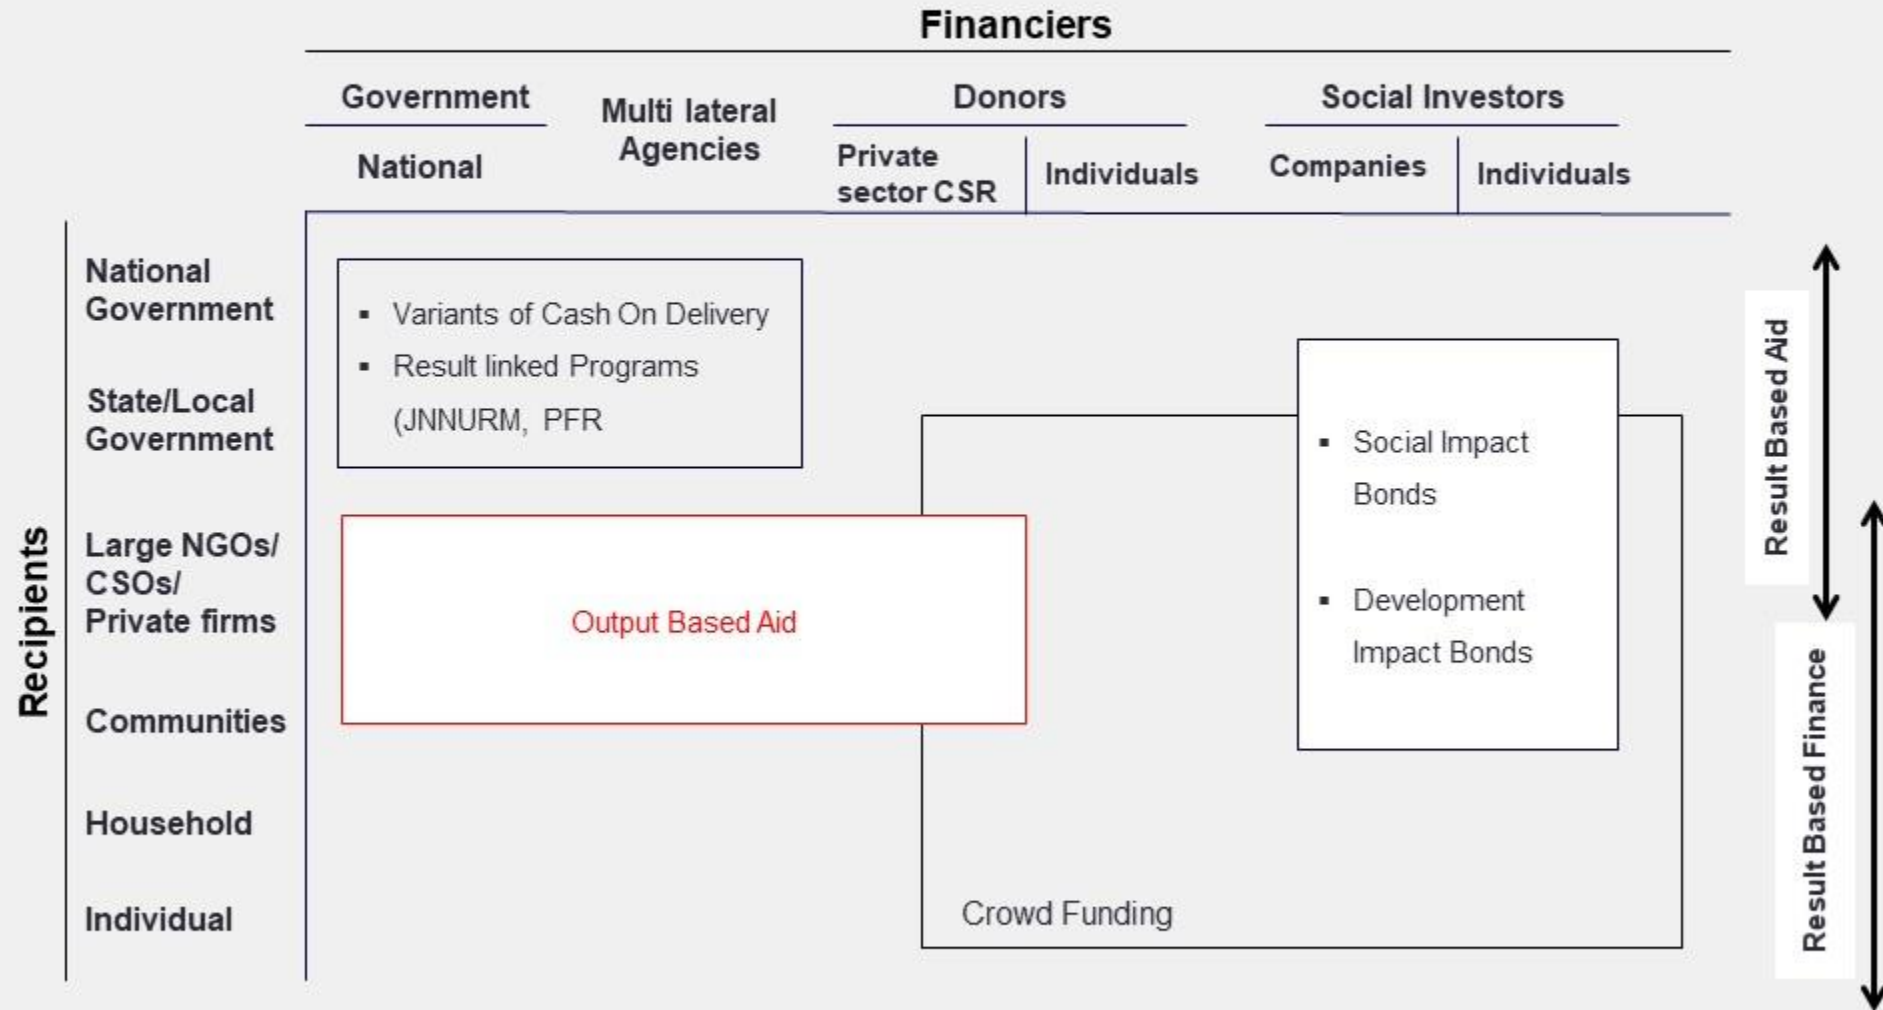 Financiers
Government
Multi lateral
Agencies
Donors
Social Investors
National
Private
sector CSR
Individuals
Companies
Individuals
Recipients
National
Government
State/Local
Government
Large NGOs/
CSOs/
Private firms
Communities
Household
Individual
▪ Variants of Cash On Delivery
▪ Result linked Programs
(JNNURM, PFR
Output Based Aid
▪ Social Impact
Bonds
▪ Development
Impact Bonds
Crowd Funding
Result Based Aid
Result Based Finance